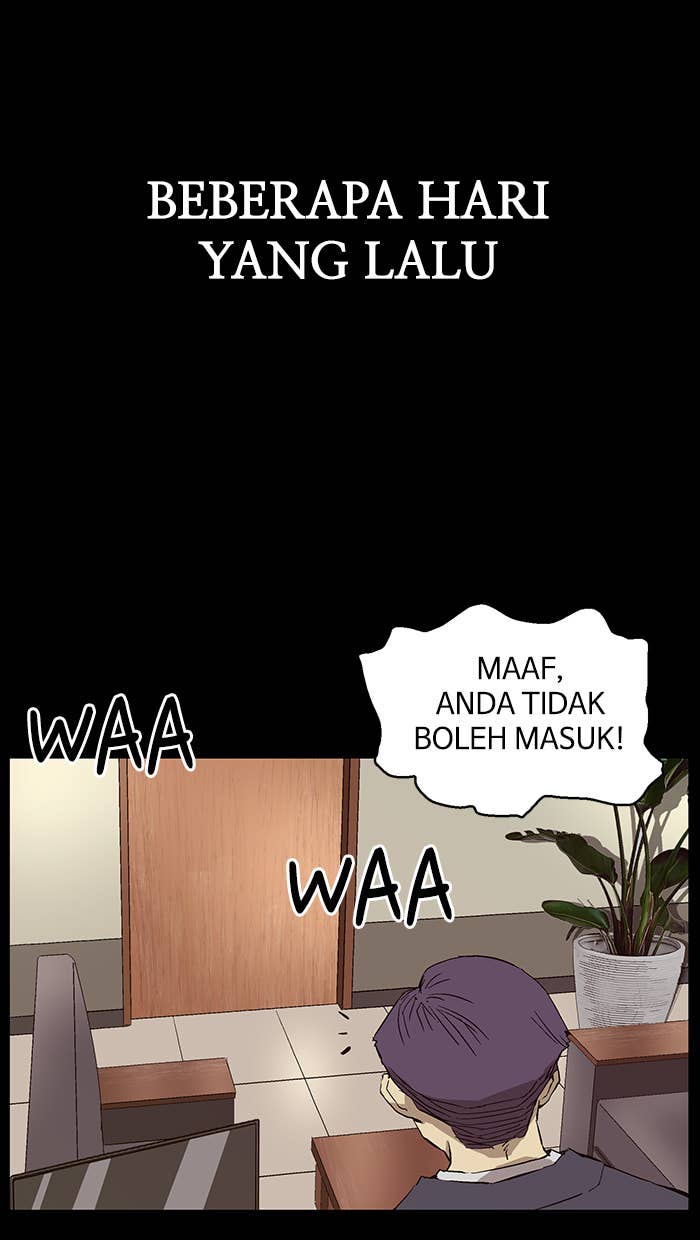 BEBERAPA HARI
YANG LALU
MAAF,
ANDA TIDAK
BOLEH MASUK!
WAA
WAA